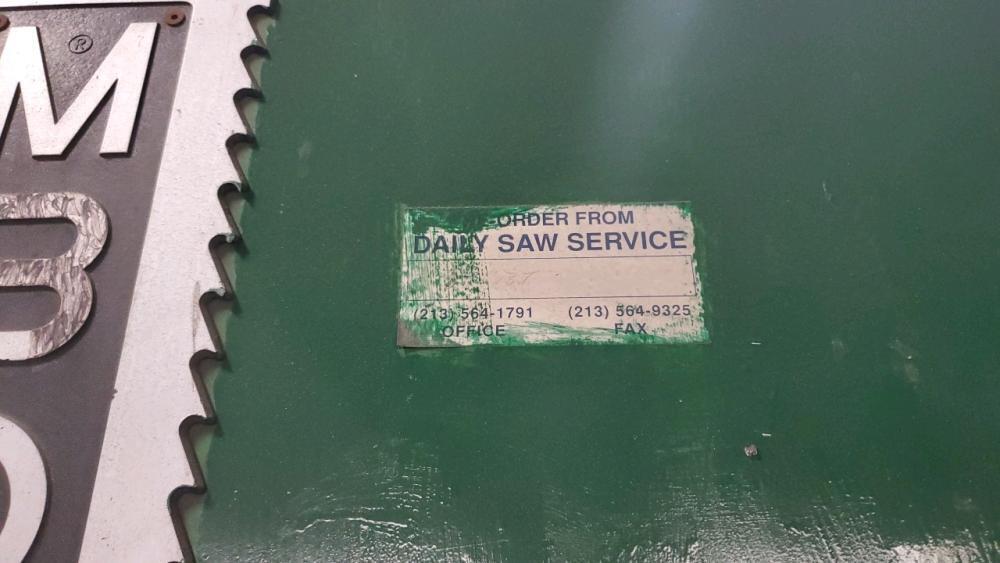 M®
B
ORDER FROM
DAILY SAW SERVICE
(213) 564-1791 (213) 564-9325
OFFICE FAX